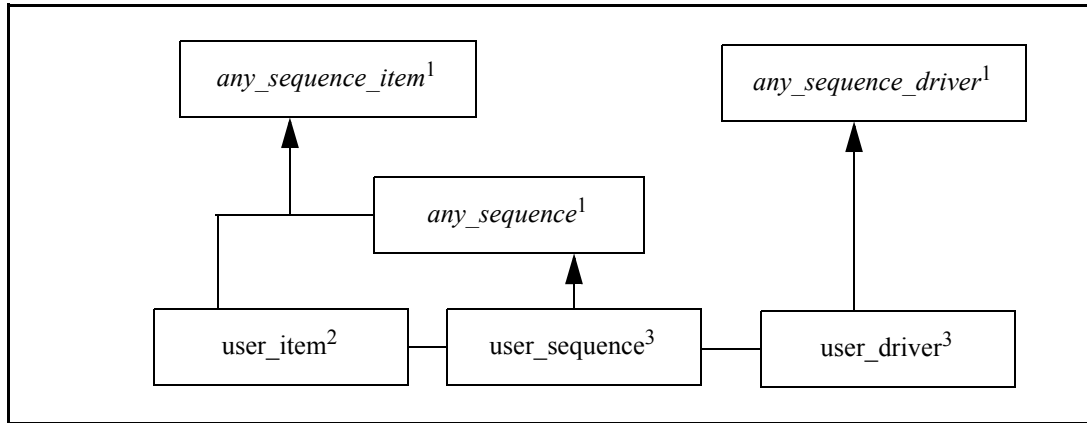 any_sequence_item¹
any_sequence_driver¹
any_sequence¹
user_item²
user_sequence³
user_driver³